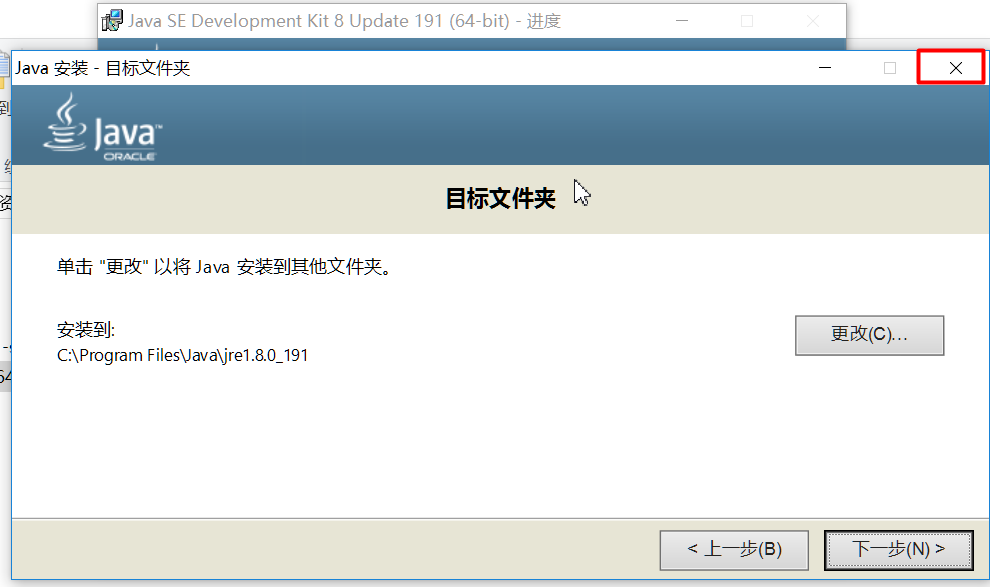 Java SE Development Kit 8 Update 191 (64-bit) - 进度
Java 安装 - 目标文件夹
Java™
ORACLE
目标文件夹
单击 "更改" 以将 Java 安装到其他文件夹。
安装到:
更改(C)...
C:\Program Files\Java\jre1.8.0_191
< 上一步(B)
下一步(N) >